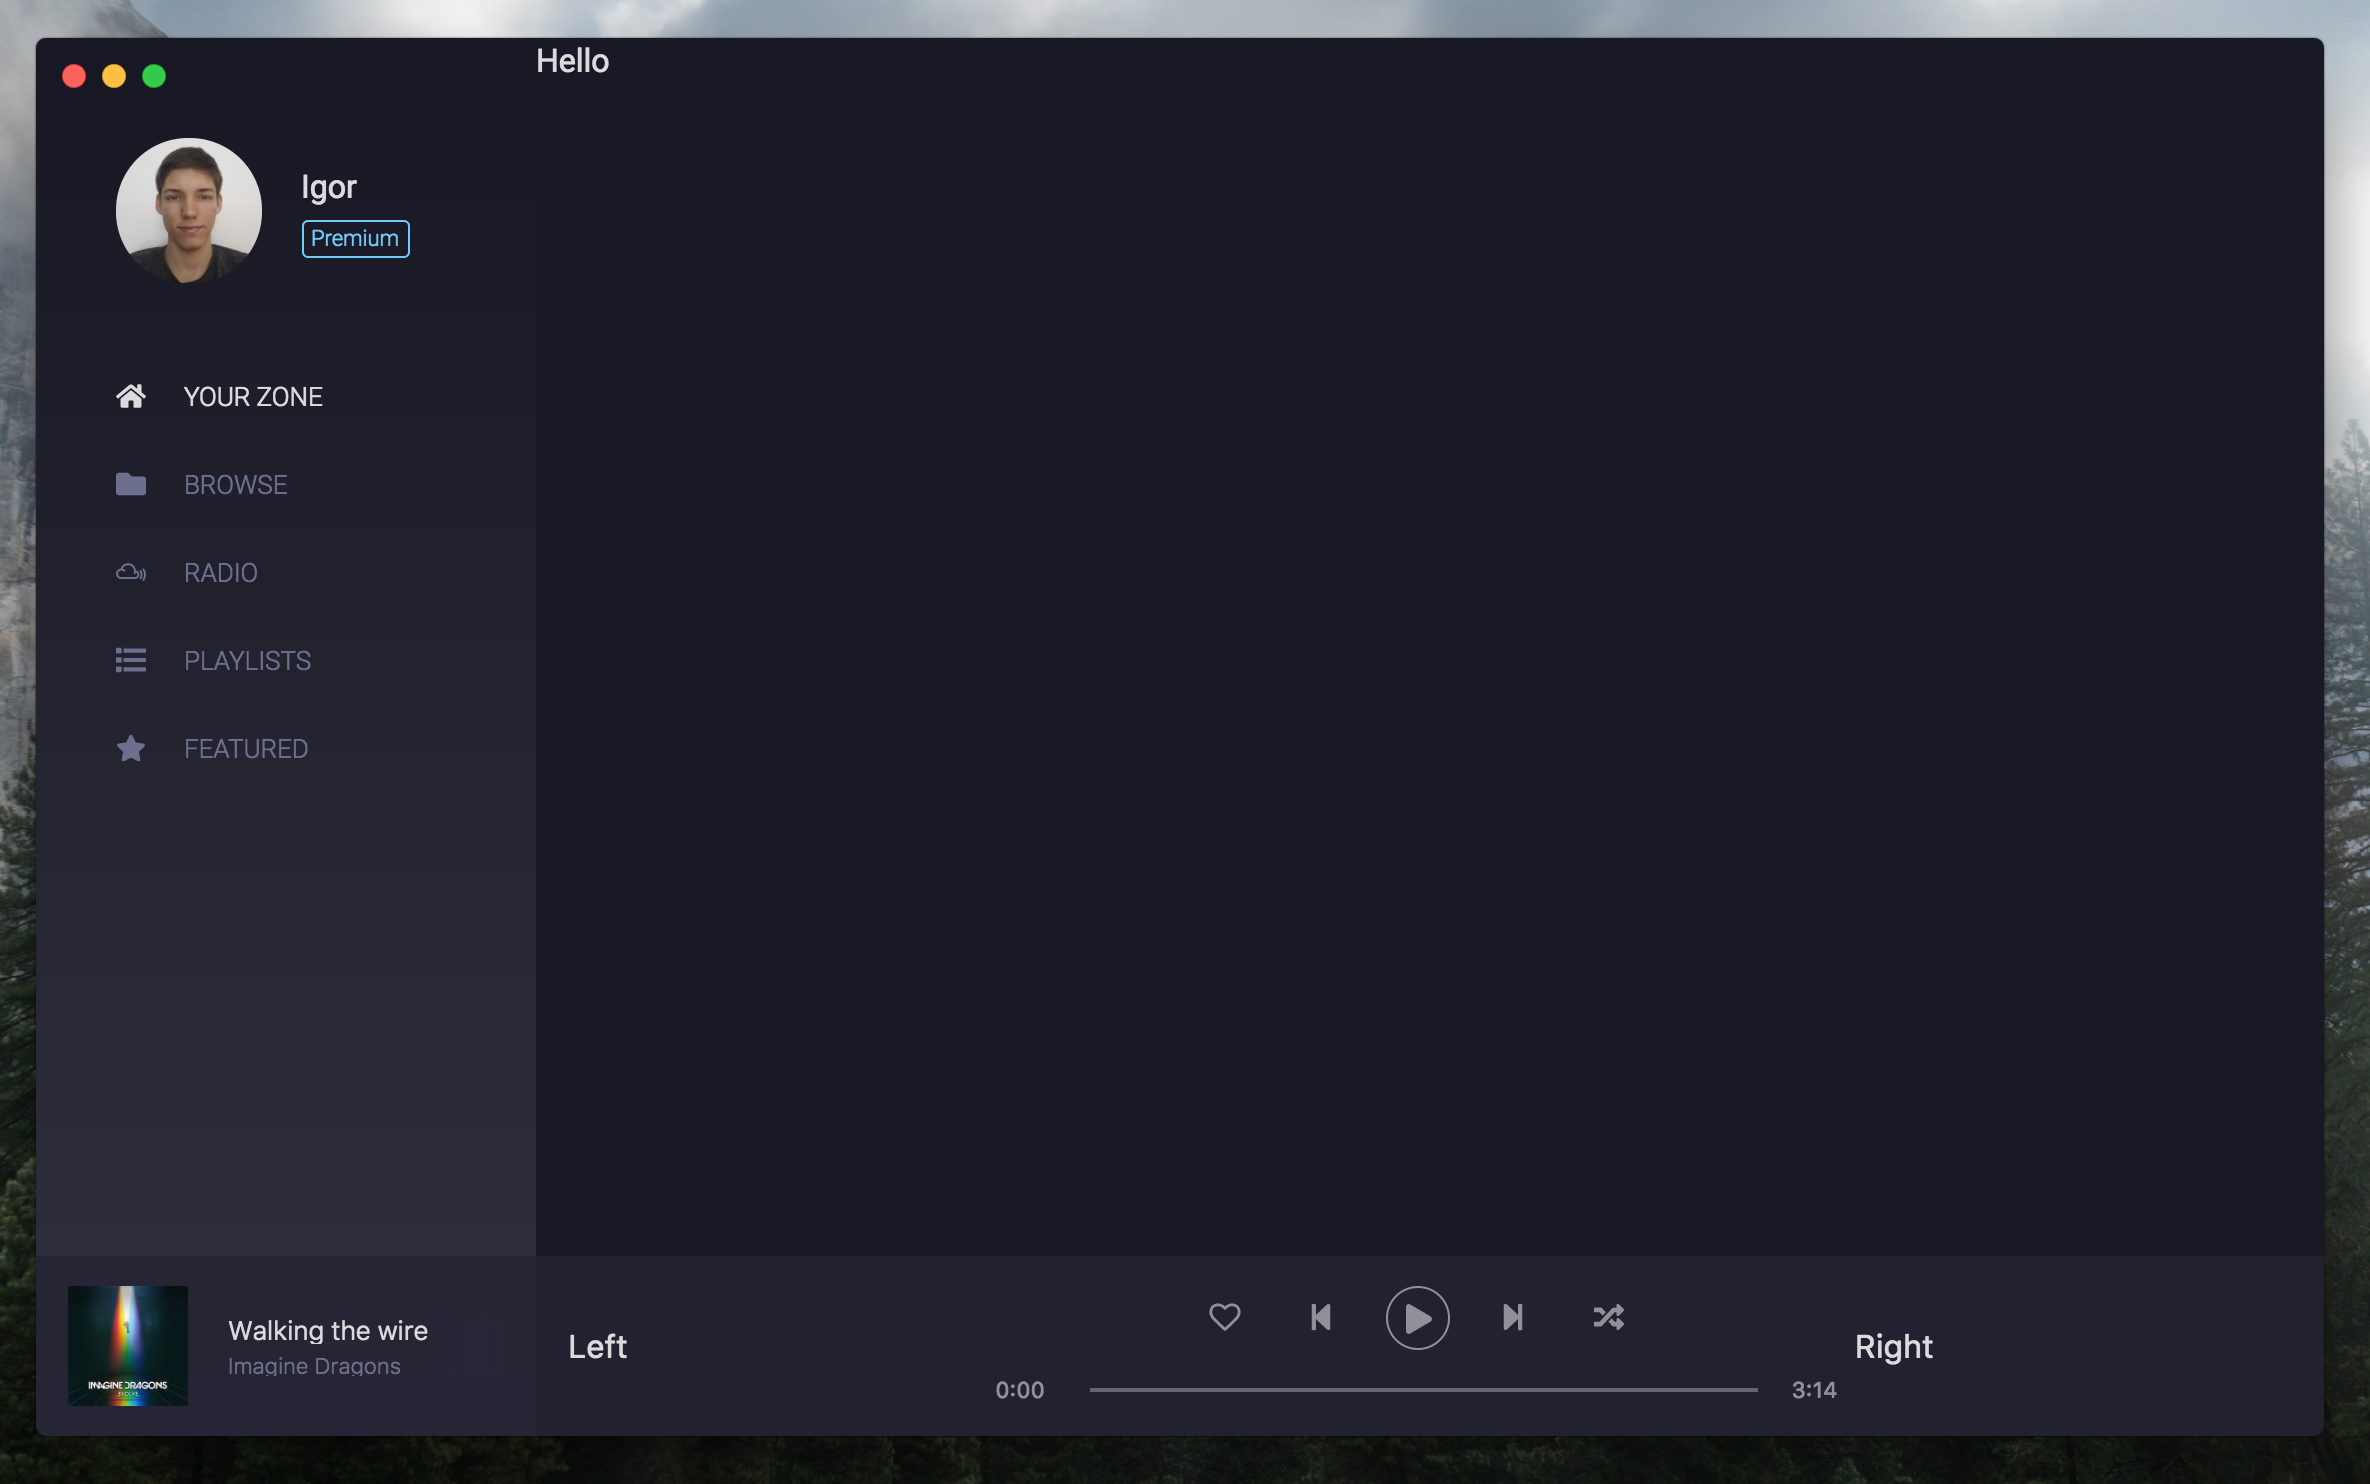 Hello
Igor
Premium
YOUR ZONE
BROWSE
RADIO
PLAYLISTS
FEATURED
IMAGINE DRAGONS
EVOLVE
Walking the wire
Imagine Dragons
Left
0:00
3:14
Right